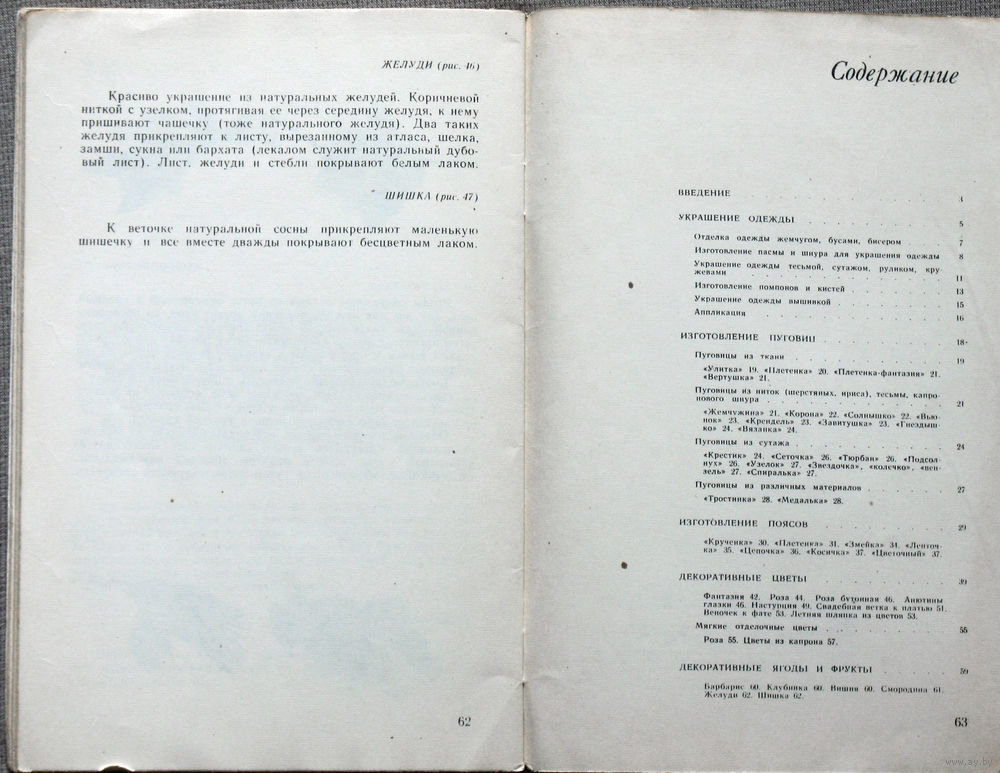 ЖЕЛУДИ (рис. 46)
Красиво украшение из натуральных желудей. Коричневой
ниткой с узелком, протягивая ее через середину желудя, к нему
пришивают чашечку (тоже натурального желудя). Два таких
желудя прикрепляют к листу, вырезанному из атласа, шелка,
замши, сукна или бархата (лекалом служит натуральный дубо-
вый лист). Лист, желуди и стебли покрывают белым лаком.
ШИШКА (рис. 47)
К веточке натуральной сосны прикрепляют маленькую
шишечку и все вместе дважды покрывают бесцветным лаком.
62
Содержание
ВВЕДЕНИЕ 3
УКРАШЕНИЕ ОДЕЖДЫ . . . . . . . . . . 5
Отделка одежды жемчугом, бусами, бисером . . . . 7
Изготовление пасмы и шнура для украшения одежды 8
Украшение одежды тесьмой, сутажом, руликом, кру-
жевами . . . . . . . . . . 11
Изготовление помпонов и кистей . . . . . . . 13
Украшение одежды вышивкой . . . . . . . 15
Аппликация . . . . . . . . . . 16
ИЗГОТОВЛЕНИЕ ПУГОВИЦ . . . . . . . . 18
Пуговицы из ткани . . . . . . . . . . 19
«Улитка» 19. «Плетенка» 20. «Плетенка-фантазия» 21.
«Вертушка» 21.
Пуговицы из ниток (шерстяных, ириса), тесьмы, капро-
нового шнура . . . . . . . . . . 21
«Жемчужина» 21. «Корона» 22. «Солнышко» 22. «Вью-
нок» 23. «Крендель» 23. «Завитушка» 23. «Гнездыш-
ко» 24. «Вязанка» 24.
Пуговицы из сутажа . . . . . . . . . . 24
«Крестик» 24. «Сеточка» 26. «Тюрбан» 26. «Подсол-
нух» 26. «Узелок» 27. «Звездочка», «колечко», «вен-
зель» 27. «Спиралька» 27.
Пуговицы из различных материалов . . . . . . 27
«Тростинка» 28. «Медалька» 28.
ИЗГОТОВЛЕНИЕ ПОЯСОВ . . . . . . . . . 29
«Крученка» 30. «Плетенка» 31. «Змейка» 31. «Ленточ-
ка» 35. «Цепочка» 36. «Косичка» 37. «Цветочный» 37.
ДЕКОРАТИВНЫЕ ЦВЕТЫ . . . . . . . . . 39
Фантазия 42. Роза 44. Роза бутонная 46. Анютины
глазки 46. Настурция 49. Свадебная ветка к платью 51.
Веночек к фате 53. Летняя шляпка из цветов 53.
Мягкие отделочные цветы . . . . . . . . 55
Роза 55. Цветы из капрона 57.
ДЕКОРАТИВНЫЕ ЯГОДЫ И ФРУКТЫ . . . . . . 59
Барбарис 60. Клубника 60. Вишня 60. Смородина 61.
Желуди 62. Шишка 62.
63
www.ay.by